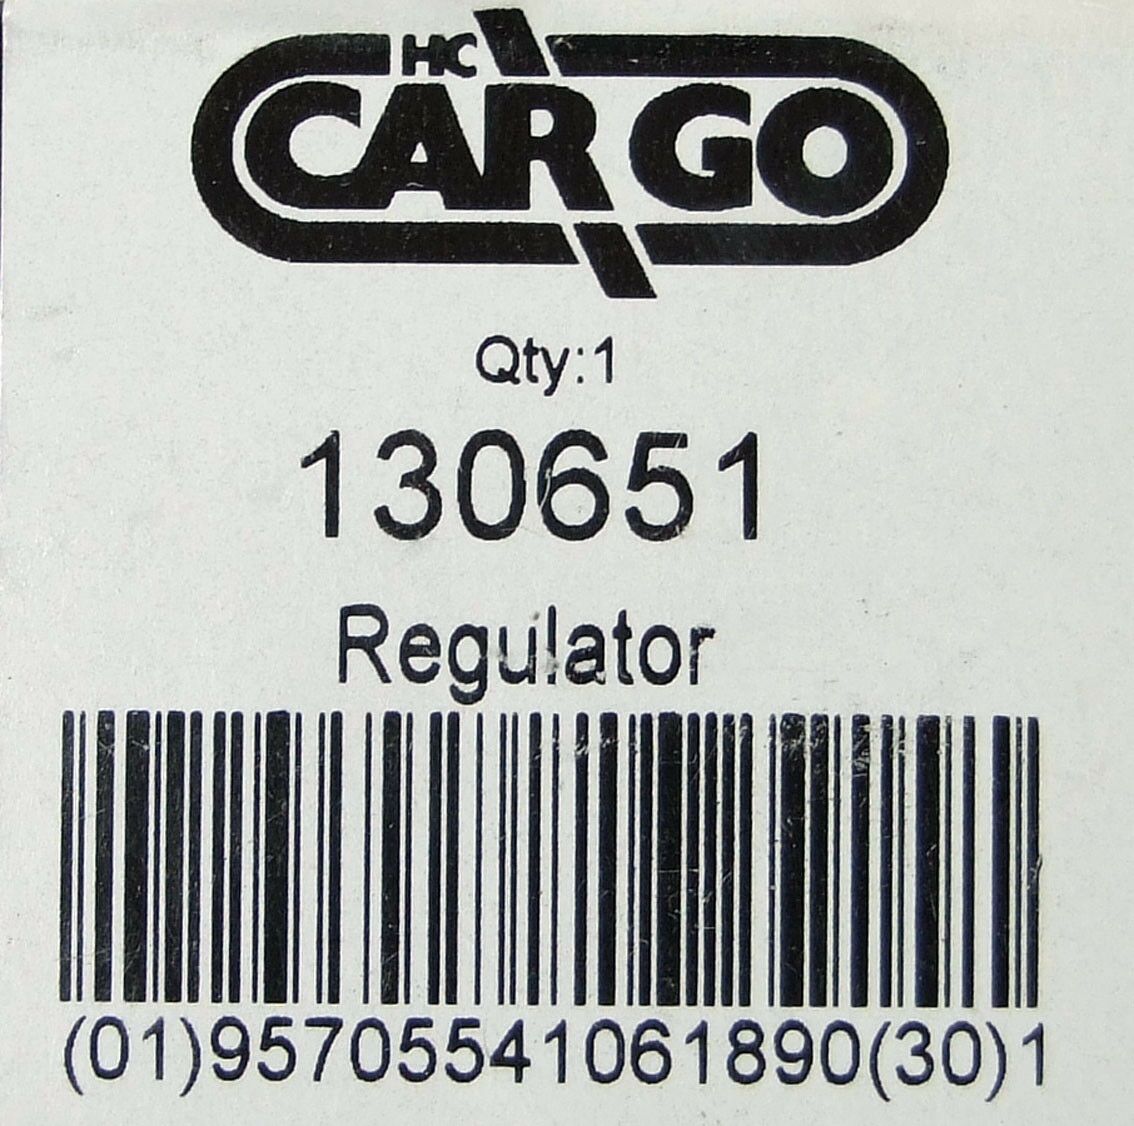 HC
CARGO
Qty:1
130651
Regulator
(01)95705541061890(30)1